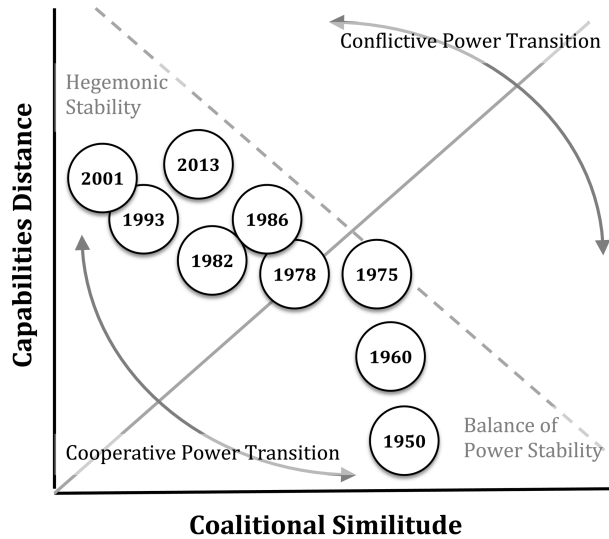 Conflictive Power Transition
Hegemonic
Stability
Capabilities Distance
2001
2013
1993
1986
1982
1978
1975
1960
1950
Balance of
Power Stability
Cooperative Power Transition
Coalitional Similitude